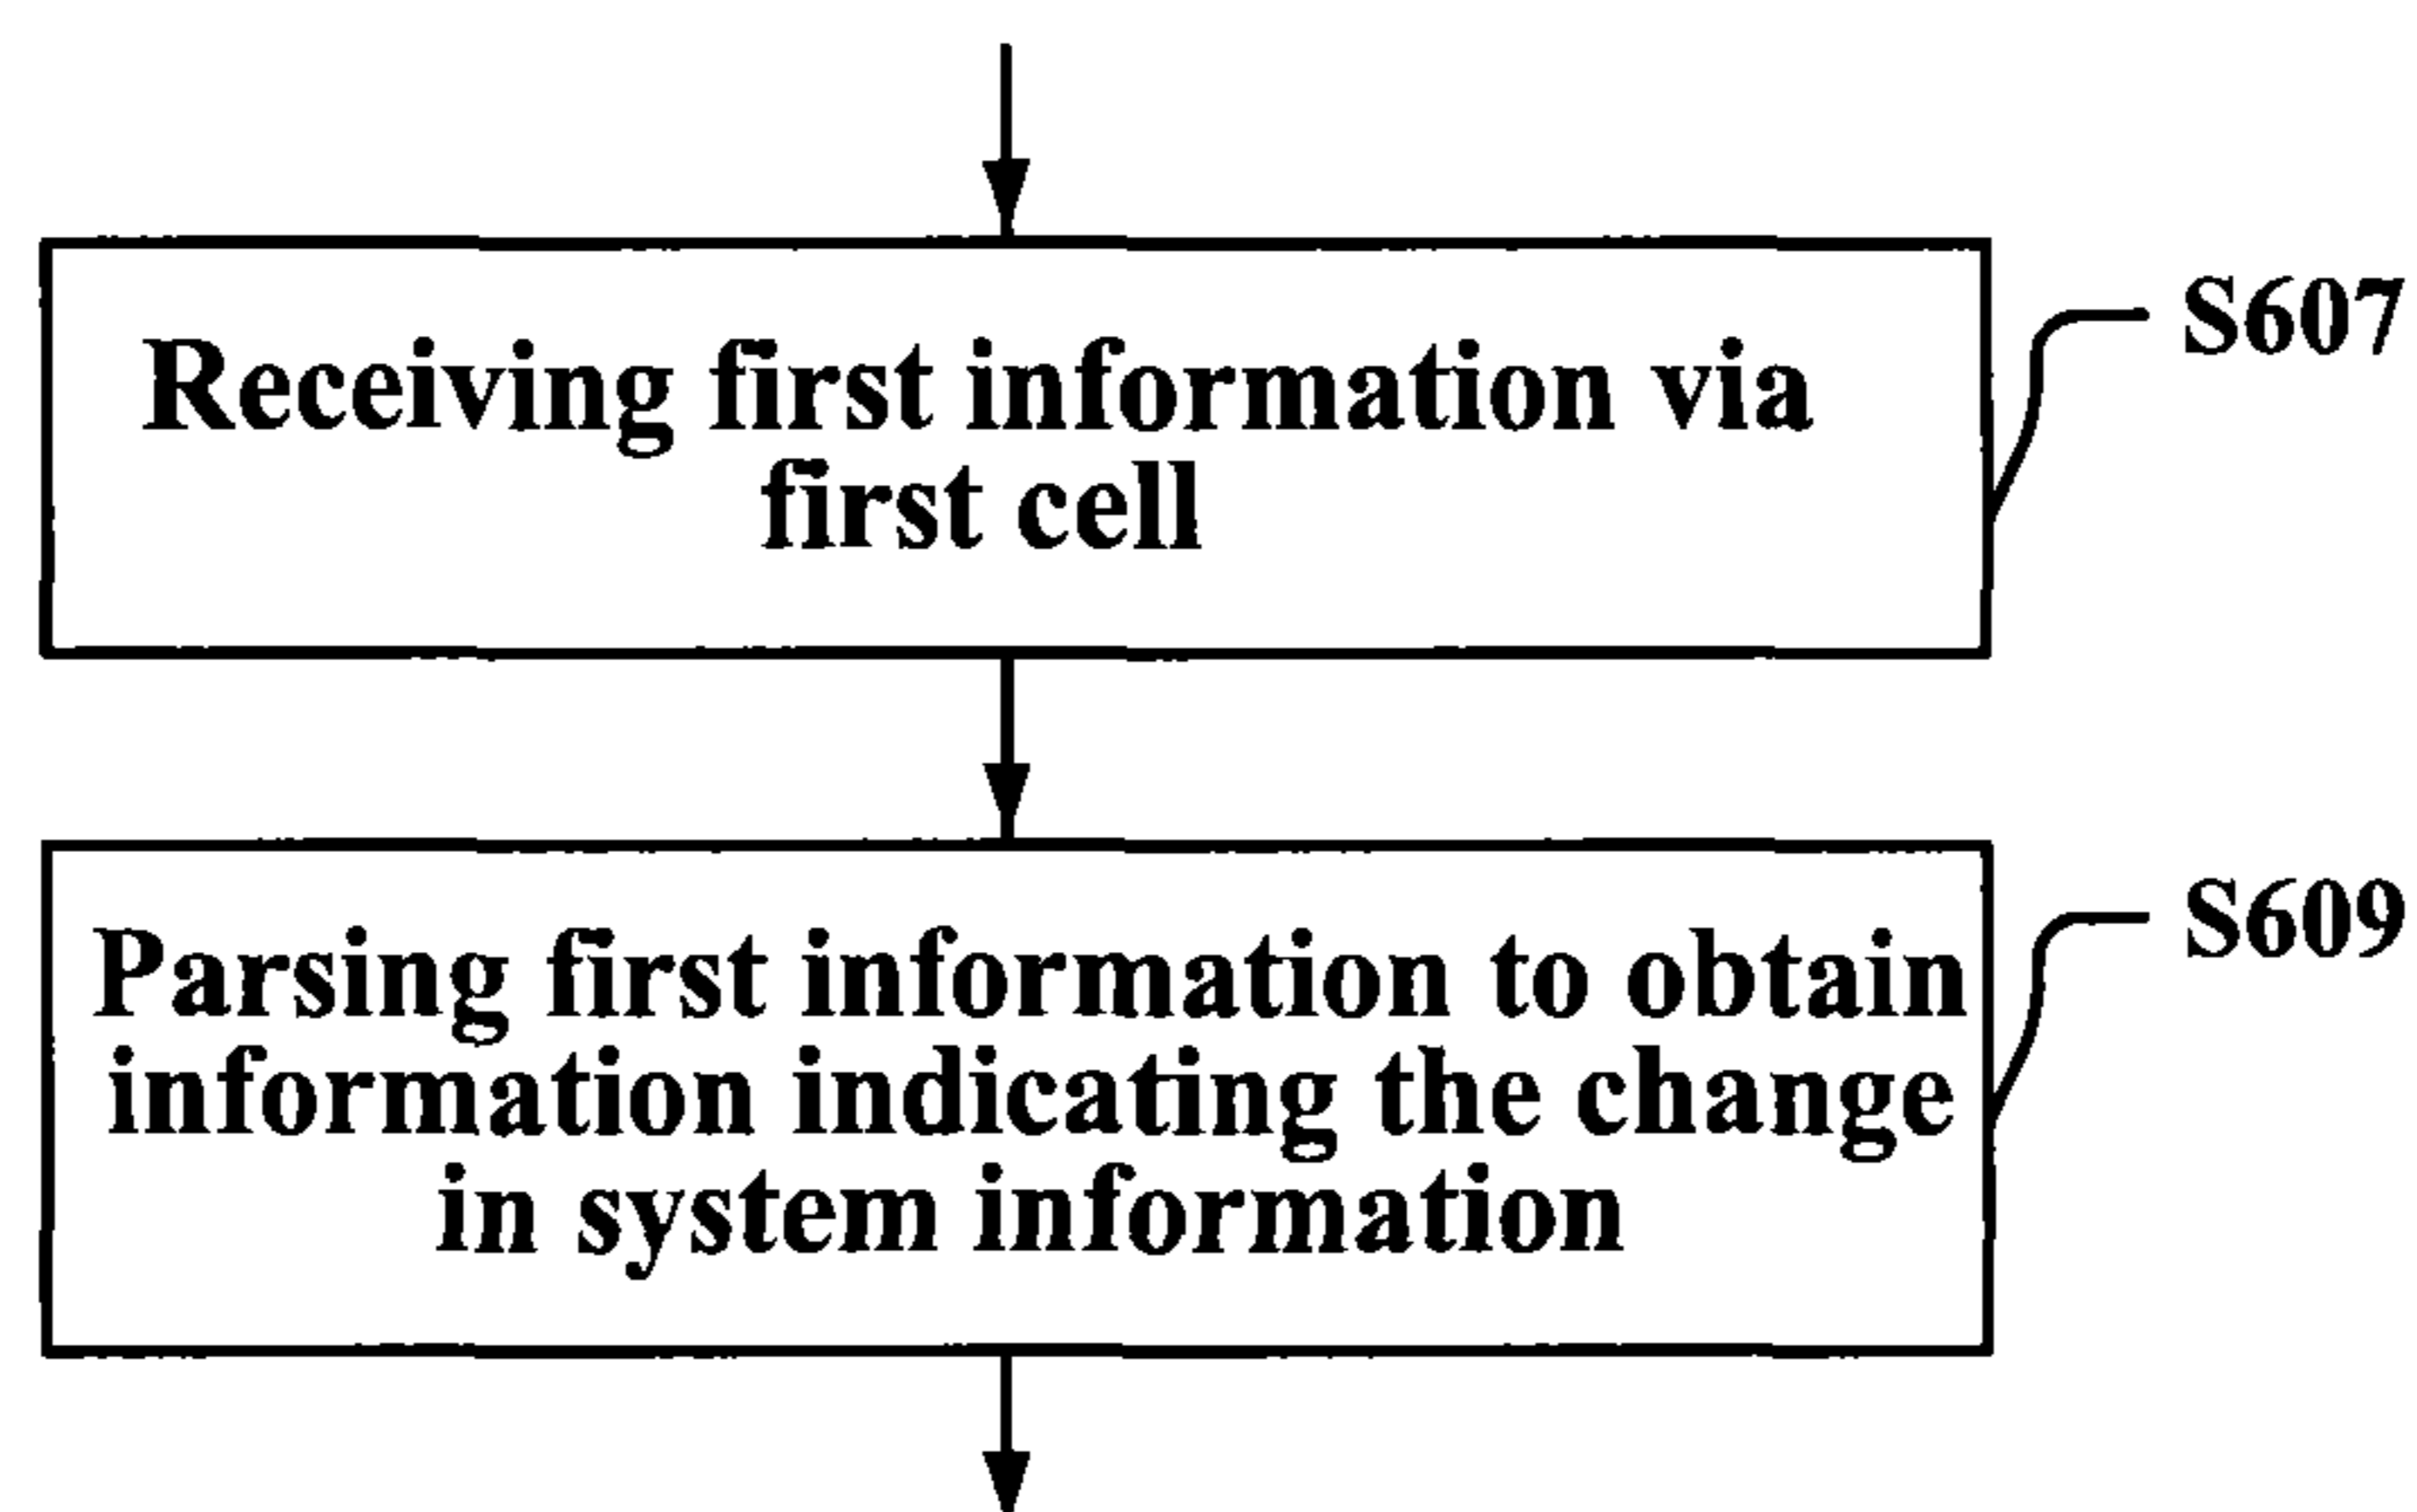 Receiving first information via
first cell
S607
Parsing first information to obtain
information indicating the change
in system information
S609